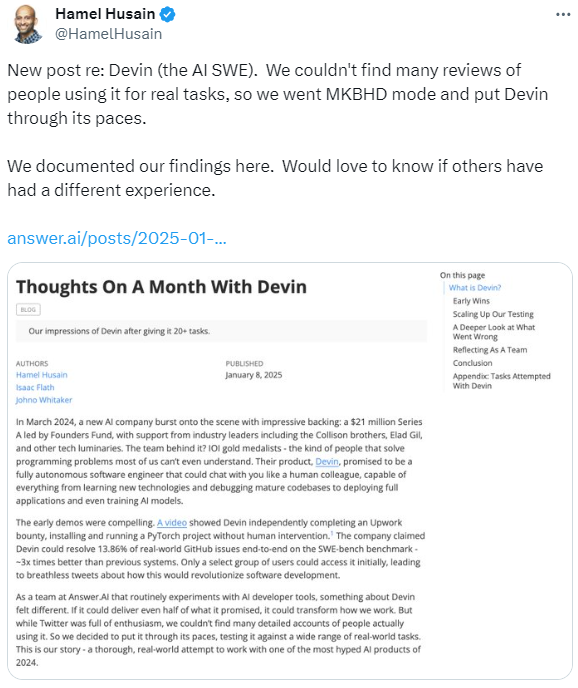 Hamel Husain
@HamelHusain
New post re: Devin (the AI SWE).  We couldn't find many reviews of
people using it for real tasks, so we went MKBHD mode and put Devin
through its paces.
We documented our findings here.  Would love to know if others have
had a different experience.
answer.ai/posts/2025-01-...
Thoughts On A Month With Devin
BLOG
Our impressions of Devin after giving it 20+ tasks.
AUTHORS
Hamel Husain
Isaac Flath
Johno Whitaker
PUBLISHED
January 8, 2025
In March 2024, a new AI company burst onto the scene with impressive backing: a $21 million Series
A led by Founders Fund, with support from industry leaders including the Collison brothers, Elad Gil,
and other tech luminaries. The team behind it? IOI gold medalists - the kind of people that solve
programming problems most of us can't even understand. Their product, Devin, promised to be a
fully autonomous software engineer that could chat with you like a human colleague, capable of
everything from learning new technologies and debugging mature codebases to deploying full
applications and even training AI models.
The early demos were compelling. A video showed Devin independently completing an Upwork
bounty, installing and running a PyTorch project without human intervention.1 The company claimed
Devin could resolve 13.86% of real-world GitHub issues end-to-end on the SWE-bench benchmark -
~3x times better than previous systems. Only a select group of users could access it initially, leading
to breathless tweets about how this would revolutionize software development.
As a team at Answer.AI that routinely experiments with AI developer tools, something about Devin
felt different. If it could deliver even half of what it promised, it could transform how we work. But
while Twitter was full of enthusiasm, we couldn't find many detailed accounts of people actually
using it. So we decided to put it through its paces, testing it against a wide range of real-world tasks.
This is our story - a thorough, real-world attempt to work with one of the most hyped AI products of
2024.
On this page
What is Devin?
Early Wins
Scaling Up Our Testing
A Deeper Look at What
Went Wrong
Reflecting As A Team
Conclusion
Appendix: Tasks Attempted
With Devin